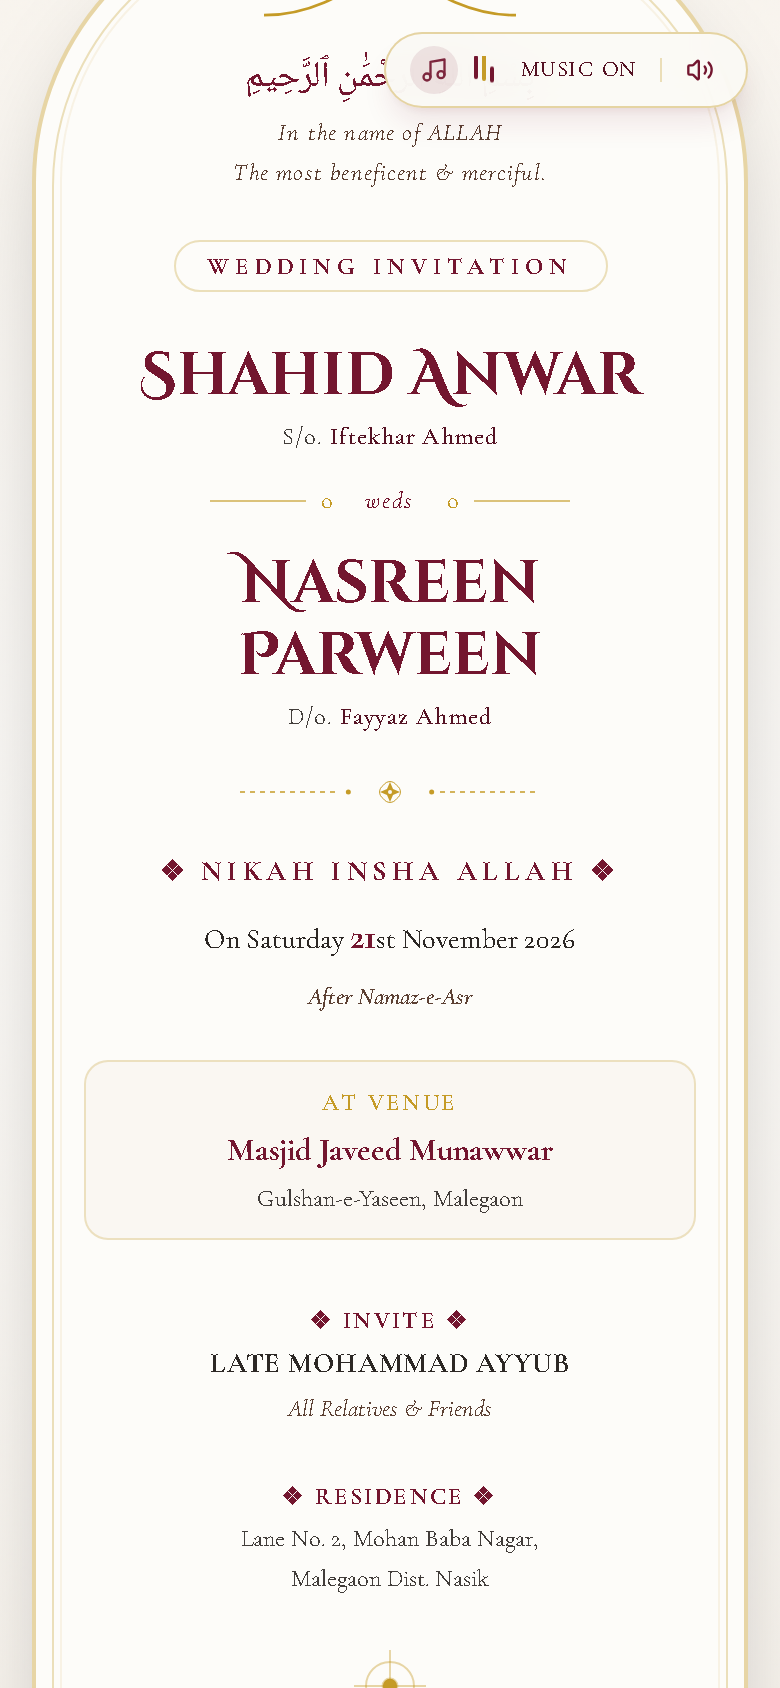 ٱلرَّحِيمِ
MUSIC ON
In the name of ALLAH
The most beneficent & merciful.
WEDDING INVITATION
SHAHID ANWAR
S/o. Iftekhar Ahmed
o weds o
NASREEN
PARWEEN
D/o. Fayyaz Ahmed
❖ NIKAH INSHA ALLAH ❖
On Saturday 21st November 2026
After Namaz-e-Asr
AT VENUE
Masjid Javeed Munawwar
Gulshan-e-Yaseen, Malegaon
❖ INVITE ❖
LATE MOHAMMAD AYYUB
All Relatives & Friends
❖ RESIDENCE ❖
Lane No. 2, Mohan Baba Nagar,
Malegaon Dist. Nasik